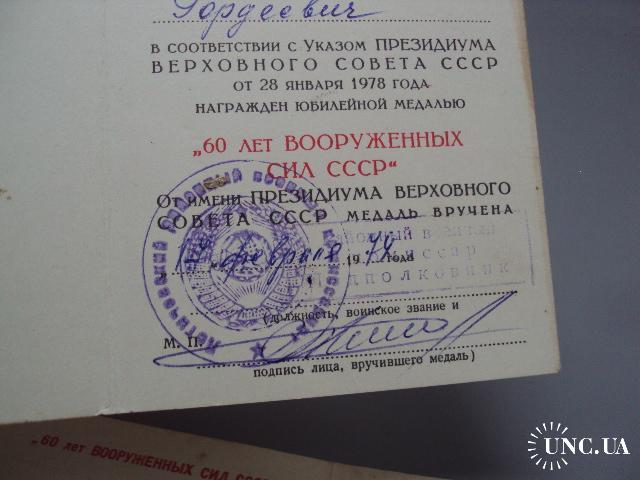 Гордеевич
В СООТВЕТСТВИИ С УКАЗОМ ПРЕЗИДИУМА
ВЕРХОВНОГО СОВЕТА СССР
ОТ 28 ЯНВАРЯ 1978 ГОДА
НАГРАЖДЕН ЮБИЛЕЙНОЙ МЕДАЛЬЮ
„60 ЛЕТ ВООРУЖЕННЫХ
СИЛ СССР“
ОТ ИМЕНИ ПРЕЗИДИУМА ВЕРХОВНОГО
СОВЕТА СССР МЕДАЛЬ ВРУЧЕНА
февраля 197 года
подполковник
(должность, воинское звание и
М. П.
подпись лица, вручившего медаль)
„60 лет ВООРУЖЕННЫХ СИЛ СССР
UNC.UA